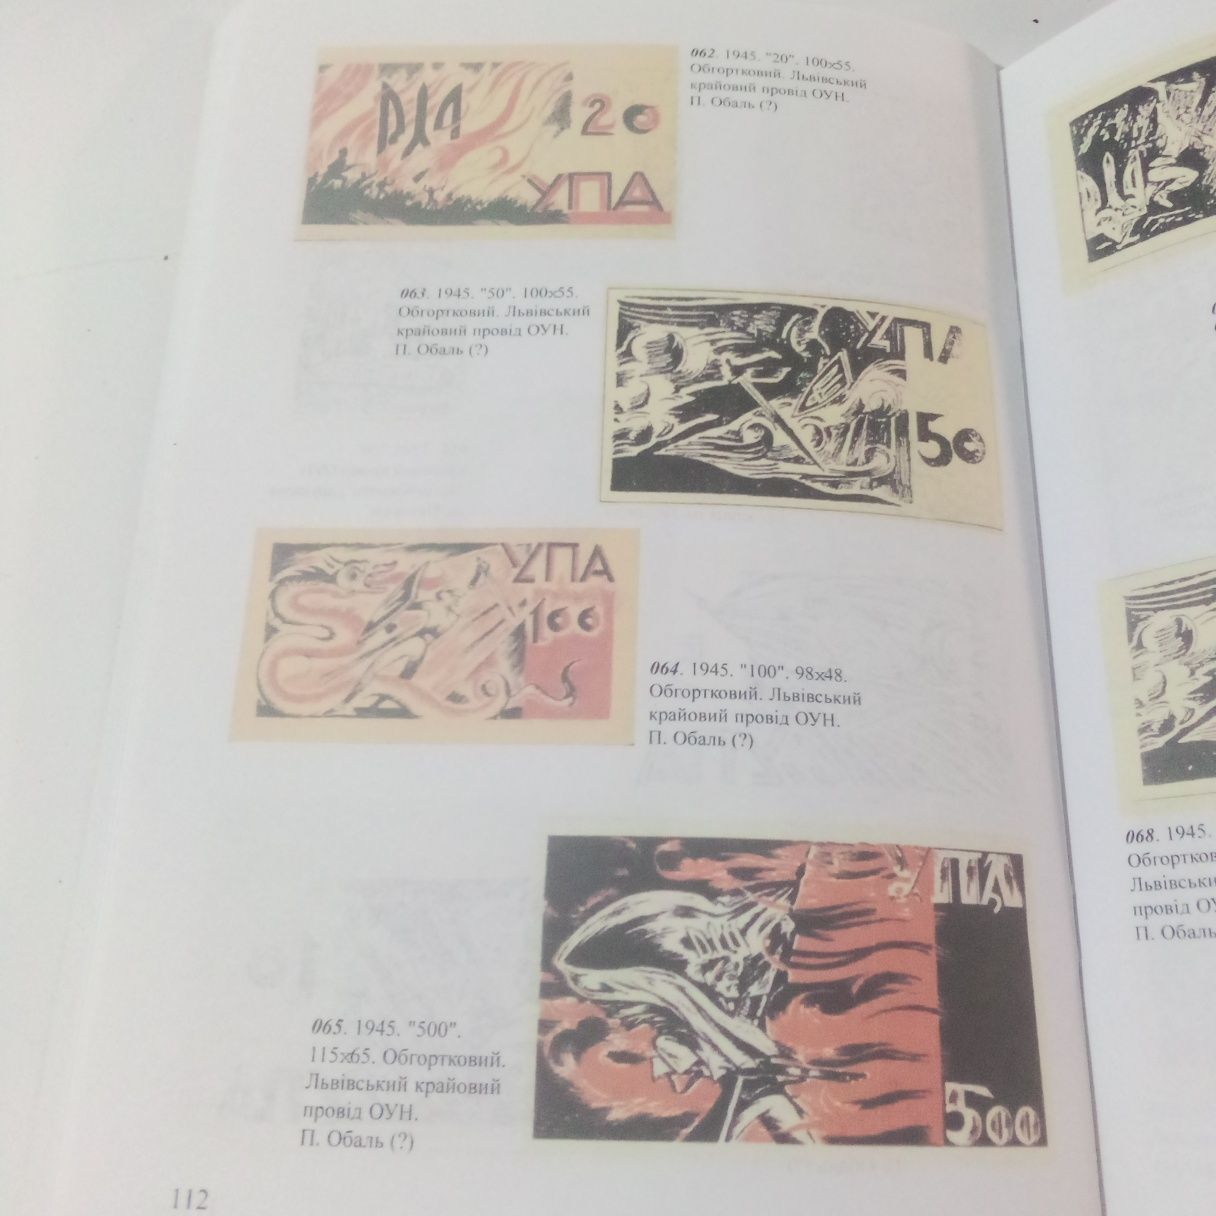 УПА
20
062. 1945. "20". 100x55.
Обгортковий. Львівський
крайовий провід ОУН.
П. Обаль (?)
063. 1945. "50". 100x55.
Обгортковий. Львівський
крайовий провід ОУН.
П. Обаль (?)
УПА
50
УПА
100
064. 1945. "100". 98x48.
Обгортковий. Львівський
крайовий провід ОУН.
П. Обаль (?)
УПА
500
065. 1945. "500".
115x65. Обгортковий.
Львівський крайовий
провід ОУН.
П. Обаль (?)
112
068. 1945.
провід
П.